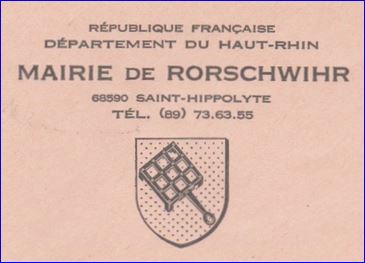 RÉPUBLIQUE FRANÇAISE
DÉPARTEMENT DU HAUT-RHIN
MAIRIE DE RORSCHWIHR
68590 SAINT-HIPPOLYTE
TÉL. (89) 73.63.55